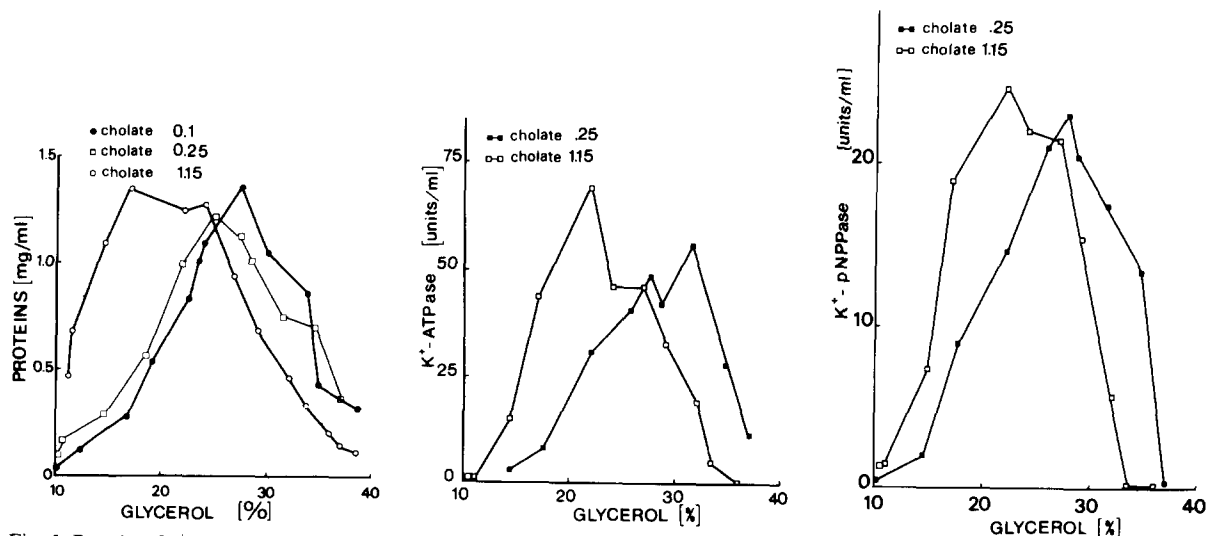 cholate 0.1
cholate 0.25
cholate 1.15
1.5
1.0
0.5
0
PROTEINS [mg/ml]
10 20 30 40
GLYCEROL [%]
cholate .25
cholate 1.15
75
50
25
0
K+-ATPase [units/ml]
10 20 30 40
GLYCEROL [%]
cholate .25
cholate 1.15
20
10
0
K+-pNPPase [units/ml]
10 20 30 40
GLYCEROL [%]